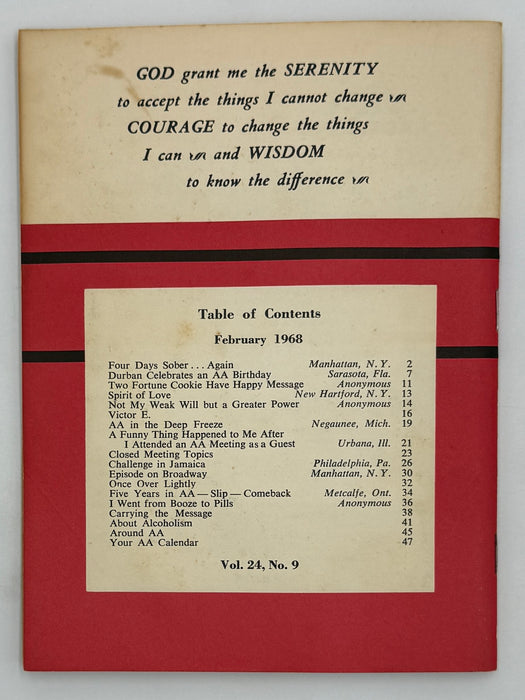 GOD grant me the SERENITY
to accept the things I cannot change
COURAGE to change the things
I can and WISDOM
to know the difference
Table of Contents
February 1968
Four Days Sober . . . Again Manhattan, N. Y. 2
Durban Celebrates an AA Birthday Sarasota, Fla. 7
Two Fortune Cookie Have Happy Message Anonymous 11
Spirit of Love New Hartford, N. Y. 13
Not My Weak Will but a Greater Power Anonymous 14
Victor E. 16
AA in the Deep Freeze Negaunee, Mich. 19
A Funny Thing Happened to Me After
I Attended an AA Meeting as a Guest Urbana, Ill. 21
Closed Meeting Topics 23
Challenge in Jamaica Philadelphia, Pa. 26
Episode on Broadway Manhattan, N. Y. 30
Once Over Lightly 32
Five Years in AA — Slip — Comeback Metcalfe, Ont. 34
I Went from Booze to Pills Anonymous 36
Carrying the Message 38
About Alcoholism 41
Around AA 45
Your AA Calendar 47
Vol. 24, No. 9